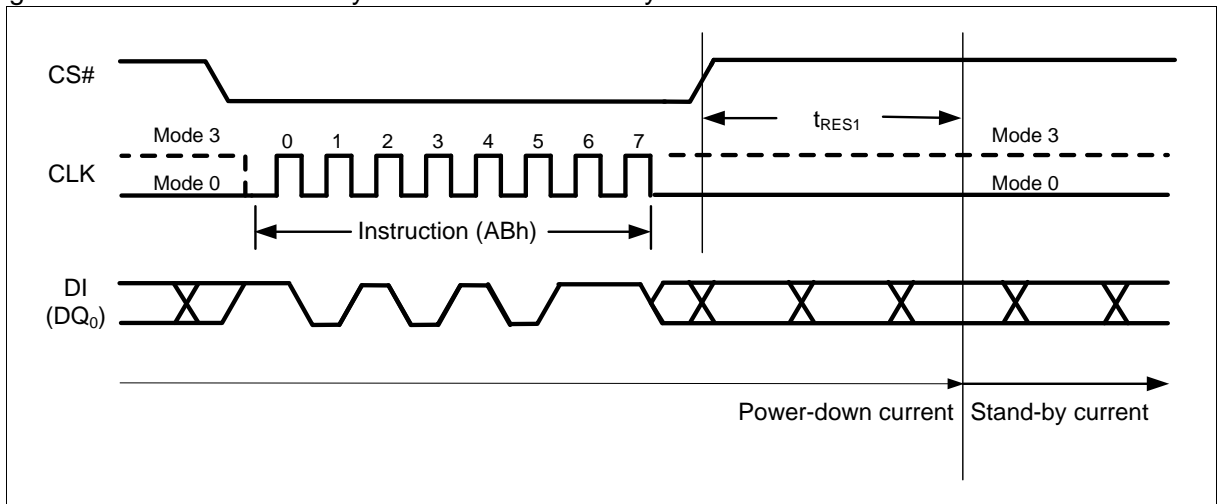 CS#
tRES1
Mode 3
0 1 2 3 4 5 6 7
Mode 3
CLK
Mode 0
Mode 0
Instruction (ABh)
DI
(DQ0)
Power-down current
Stand-by current